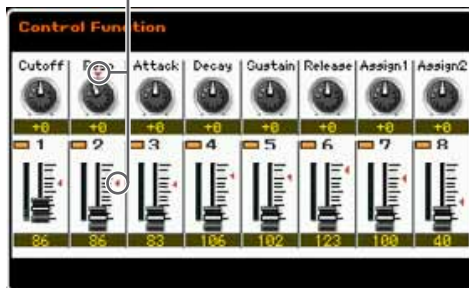 Control Function
Cutoff Attack Decay Sustain Release Assign1 Assign2
+0 +0 +0 +0 +0 +0 +0 +0
1 2 3 4 5 6 7 8
86 86 83 106 102 123 100 40